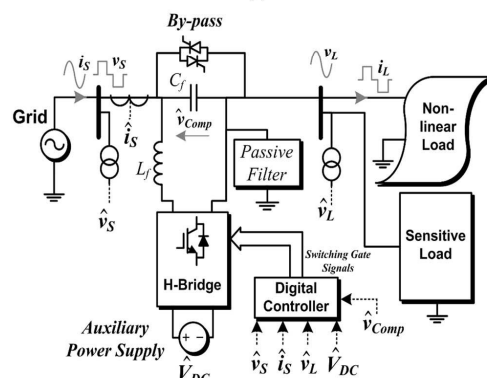 By-pass
i_S v_S
C_f
v_L
i_L
Grid
î_S
v̂_Comp
Non-linear Load
L_f
Passive Filter
v̂_S
v̂_L
H-Bridge
Switching Gate Signals
Digital Controller
Sensitive Load
v̂_Comp
Auxiliary Power Supply
+ -
V̂_DC
v̂_S î_S v̂_L V̂_DC